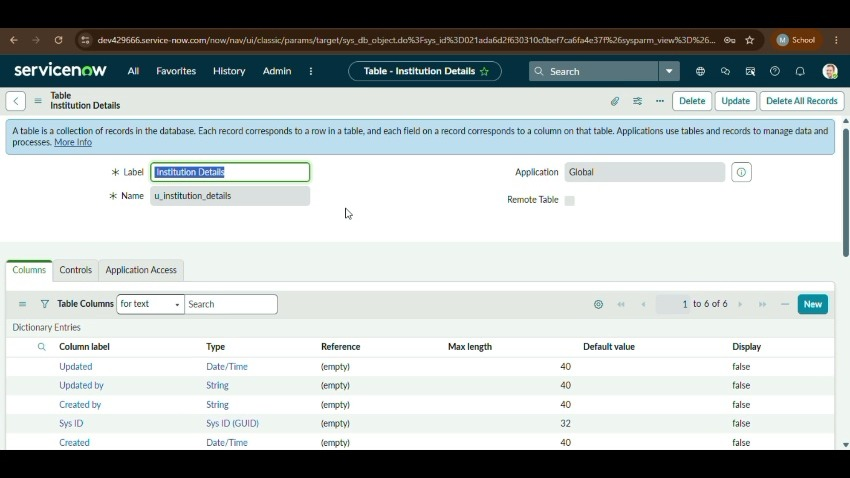 dev429666.service-now.com/now/nav/ui/classic/params/target/sys_db_object.do%3Fsys_id%3D021ada6d2f630310c0bef7ca6fa4e37f%26sysparm_view%3D%26...
M School
servicenow All Favorites History Admin Table - Institution Details Search
Table
Institution Details
Delete Update Delete All Records
A table is a collection of records in the database. Each record corresponds to a row in a table, and each field on a record corresponds to a column on that table. Applications use tables and records to manage data and
processes. More Info
Label Institution Details Application Global
Name u_institution_details Remote Table
Columns Controls Application Access
Table Columns for text Search 1 to 6 of 6 New
Dictionary Entries
Column label Type Reference Max length Default value Display
Updated Date/Time (empty) 40 false
Updated by String (empty) 40 false
Created by String (empty) 40 false
Sys ID Sys ID (GUID) (empty) 32 false
Created Date/Time (empty) 40 false